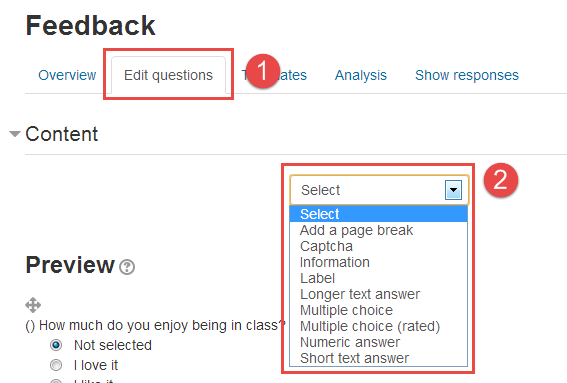 Feedback
Overview Edit questions Analysis Show responses
1
Content
2
Select
Select
Add a page break
Captcha
Information
Label
Longer text answer
Multiple choice
Multiple choice (rated)
Numeric answer
Short text answer
Preview ?
() How much do you enjoy being in class?
Not selected
I love it
I like it